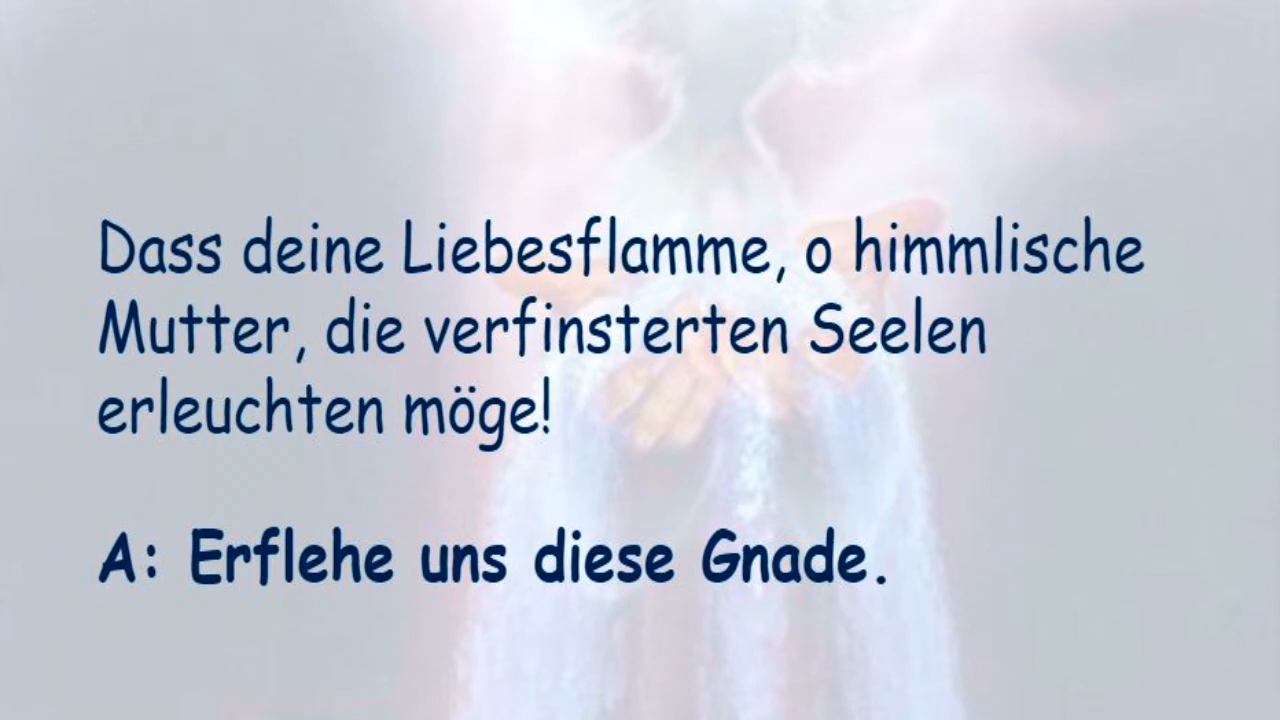 Dass deine Liebesflamme, o himmlische
Mutter, die verfinsterten Seelen
erleuchten möge!
A: Erflehe uns diese Gnade.